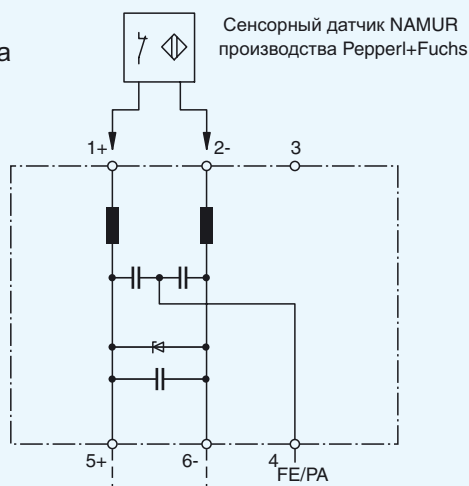 Сенсорный датчик NAMUR
производства Pepperl+Fuchs
а
1+ 2- 3
5+ 6- 4
FE/PA